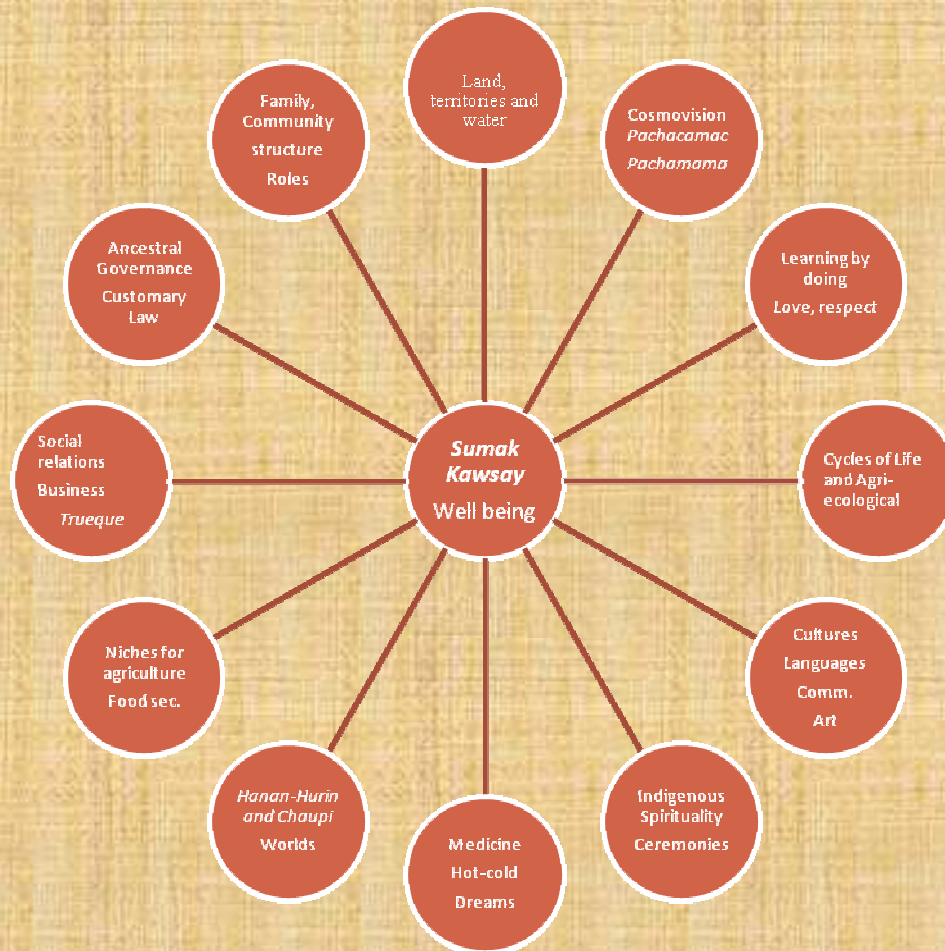 Land,
territories and
water
Cosmovision
Pachacamac
Pachamama
Learning by
doing
Love, respect
Cycles of Life
and Agri-
ecological
Cultures
Languages
Comm.
Art
Indigenous
Spirituality
Ceremonies
Medicine
Hot-cold
Dreams
Hanan-Hurin
and Chaupi
Worlds
Niches for
agriculture
Food sec.
Social
relations
Business
Trueque
Ancestral
Governance
Customary
Law
Family,
Community
structure
Roles
Sumak
Kawsay
Well being